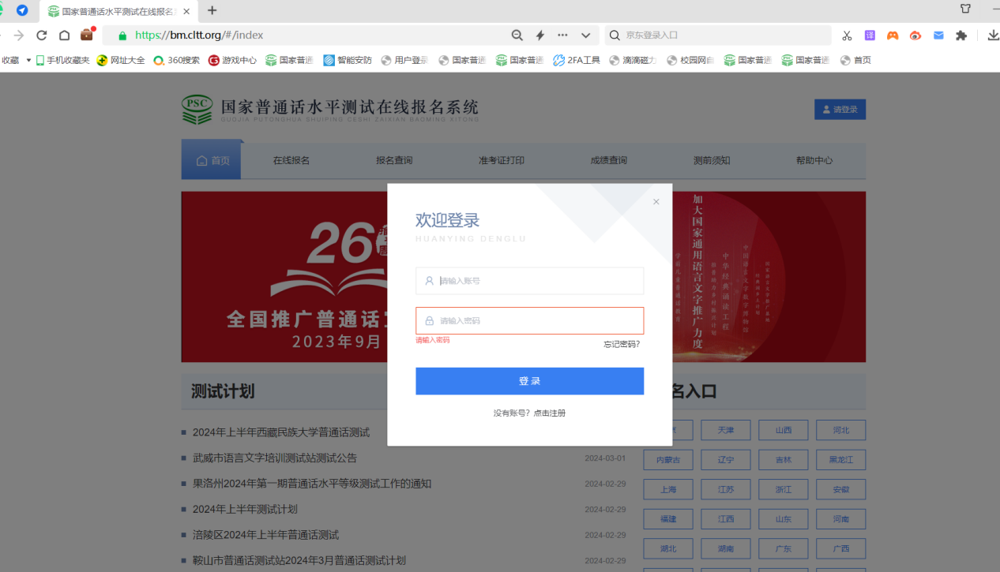 国家普通话水平测试在线报名
https://bm.cltt.org/#/index
京东登录入口
收藏 手机收藏夹 网址大全 360搜索 游戏中心 国家普通 智能安防 用户登录 国家普通 国家普通 2FA工具 滴滴磁力 校园网自 国家普通 国家普通 首页
PSC 国家普通话水平测试在线报名系统
GUOJIA PUTONGHUA SHUIPING CESHI ZAIXIAN BAOMING XITONG
请登录
首页 在线报名 报名查询 准考证打印 成绩查询 测前须知 帮助中心
26
全国推广普通话宣
2023年9月
加大国家通用语言文字推广力度
中华经典诵读工程
欢迎登录
HUANYING DENGLU
请输入账号
请输入密码
请输入密码
忘记密码?
登录
没有账号? 点击注册
测试计划
名入口
2024年上半年西藏民族大学普通话测试
武威市语言文字培训测试站测试公告 2024-03-01
果洛州2024年第一期普通话水平等级测试工作的通知 2024-02-29
2024年上半年测试计划 2024-02-29
涪陵区2024年上半年普通话测试 2024-02-29
鞍山市普通话测试站2024年3月普通话测试计划 2024-02-29
天津 山西 河北
内蒙古 辽宁 吉林 黑龙江
上海 江苏 浙江 安徽
福建 江西 山东 河南
湖北 湖南 广东 广西